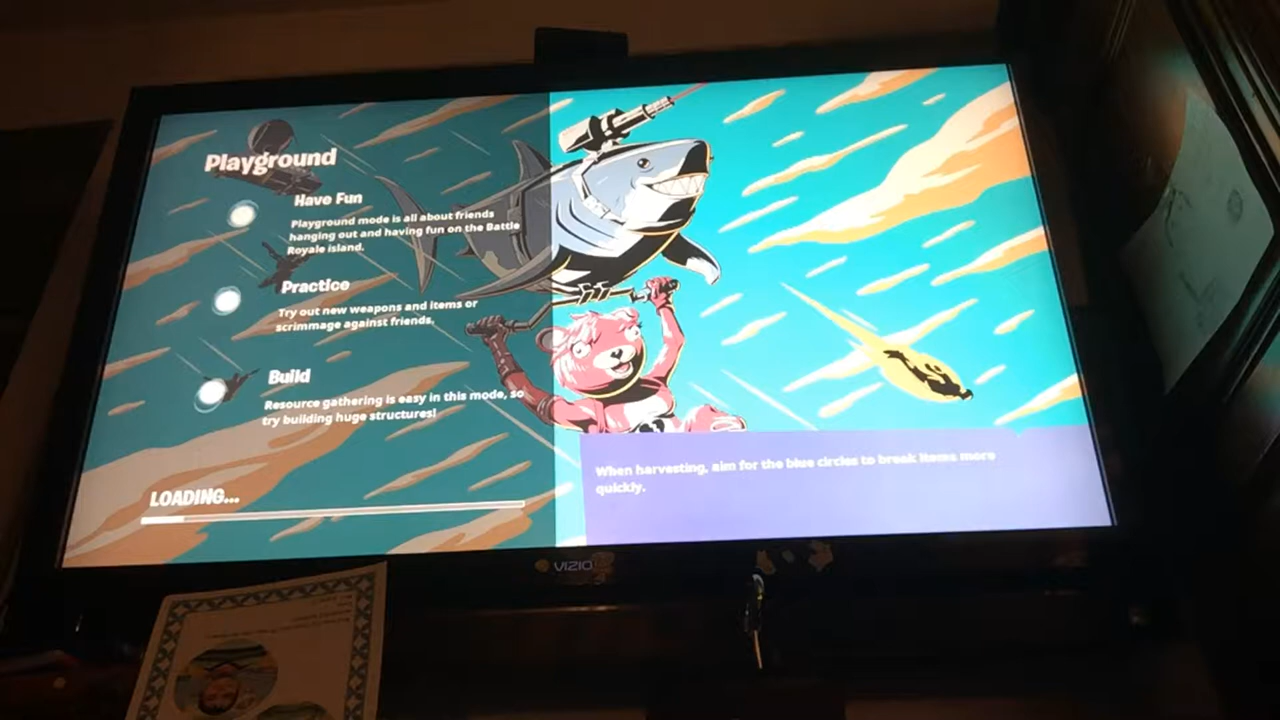 Playground
Have Fun
Playground mode is all about friends
hanging out and having fun on the Battle
Royale island.
Practice
Try out new weapons and items or
scrimmage against friends.
Build
Resource gathering is easy in this mode, so
try building huge structures!
LOADING...
When harvesting, aim for the blue circles to break items more
quickly.
VIZIO